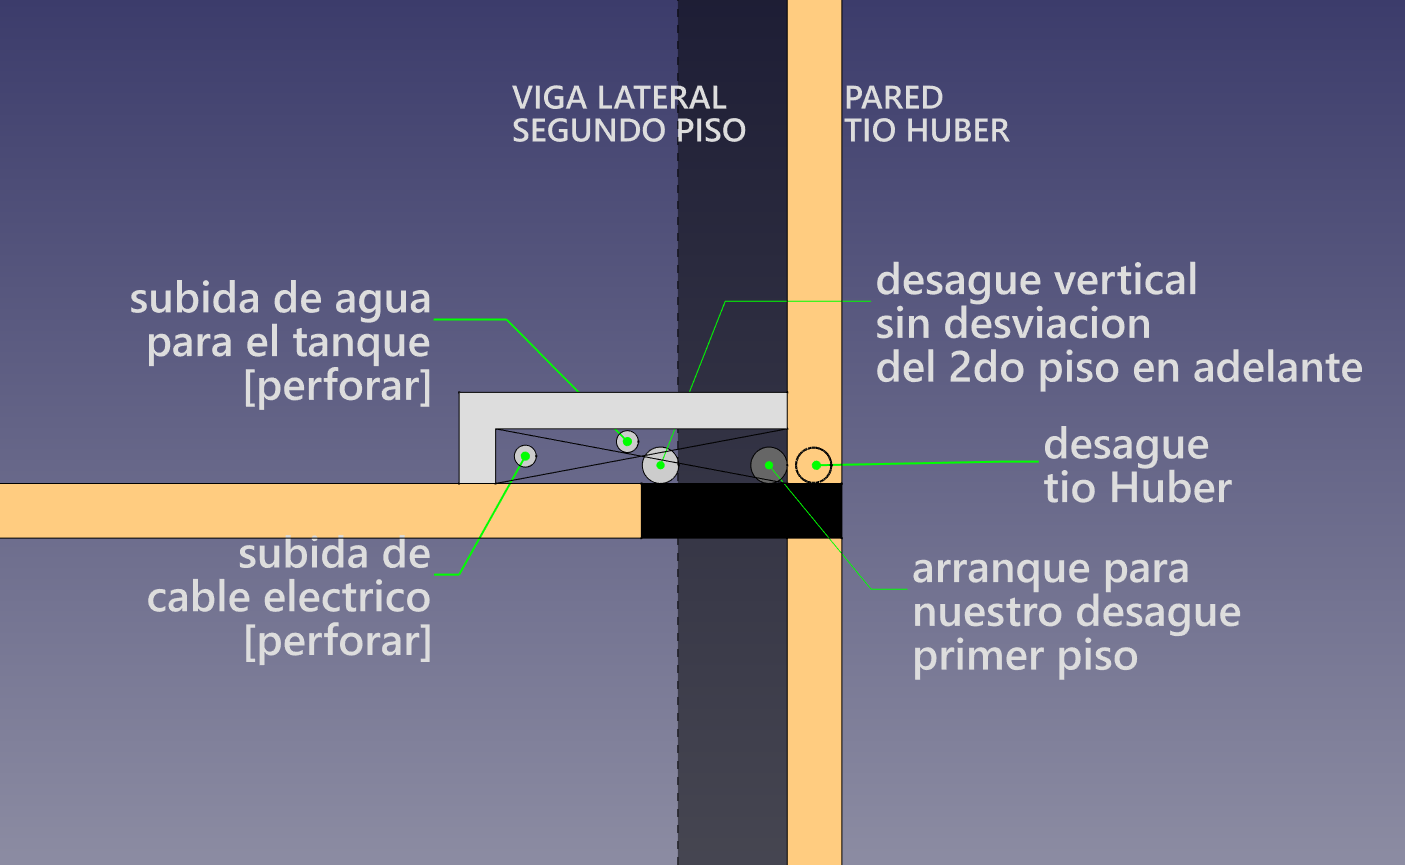 VIGA LATERAL
SEGUNDO PISO
PARED
TIO HUBER
subida de agua
para el tanque
[perforar]
desague vertical
sin desviacion
del 2do piso en adelante
desague
tio Huber
subida de
cable electrico
[perforar]
arranque para
nuestro desague
primer piso